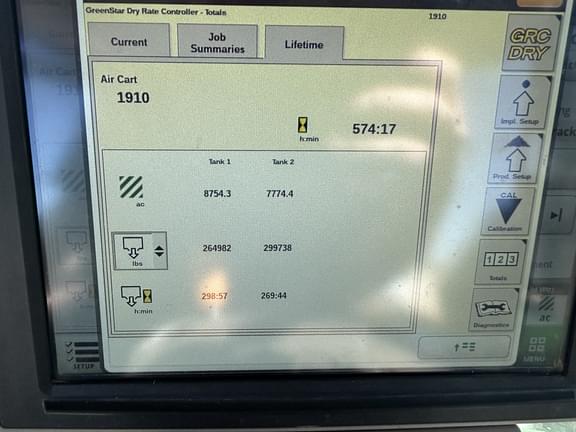 GreenStar Dry Rate Controller - Totals
1910
Current
Job
Summaries
Lifetime
GRC
DRY
Air Cart
1910
h:min
574:17
Impl. Setup
Tank 1 Tank 2
Prod. Setup
ac
8754.3 7774.4
CAL
Calibration
lbs
264982 299738
1 2 3
Totals
h:min
298:57 269:44
Diagnostics
ac
SETUP
MENU